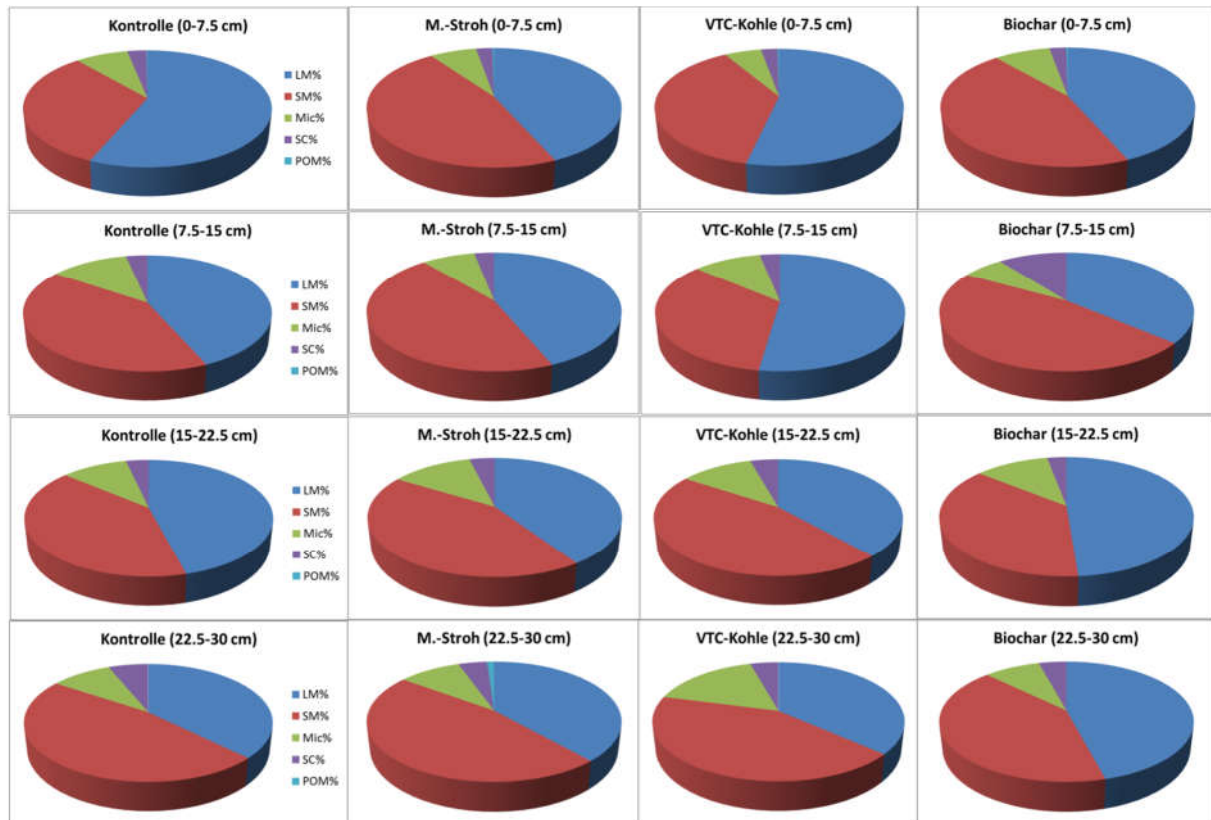 Kontrolle (0-7.5 cm)
LM%
SM%
Mic%
SC%
POM%
M.-Stroh (0-7.5 cm)
VTC-Kohle (0-7.5 cm)
Biochar (0-7.5 cm)
Kontrolle (7.5-15 cm)
LM%
SM%
Mic%
SC%
POM%
M.-Stroh (7.5-15 cm)
VTC-Kohle (7.5-15 cm)
Biochar (7.5-15 cm)
Kontrolle (15-22.5 cm)
LM%
SM%
Mic%
SC%
POM%
M.-Stroh (15-22.5 cm)
VTC-Kohle (15-22.5 cm)
Biochar (15-22.5 cm)
Kontrolle (22.5-30 cm)
LM%
SM%
Mic%
SC%
POM%
M.-Stroh (22.5-30 cm)
VTC-Kohle (22.5-30 cm)
Biochar (22.5-30 cm)